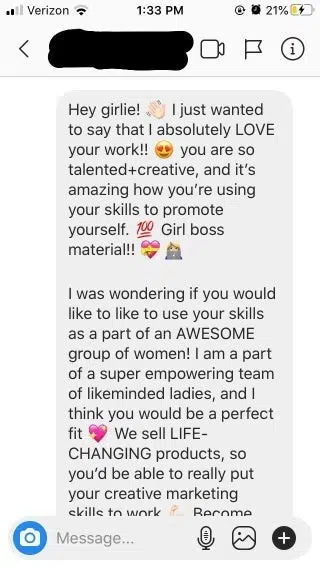 Verizon 1:33 PM 21%
Hey girlie! 👋🏻 I just wanted
to say that I absolutely LOVE
your work!! 😍 you are so
talented+creative, and it's
amazing how you're using
your skills to promote
yourself. 💯 Girl boss
material!! 💝 👩🏼‍💼
I was wondering if you would
like to like to use your skills
as a part of an AWESOME
group of women! I am a part
of a super empowering team
of likeminded ladies, and I
think you would be a perfect
fit 💖 We sell LIFE-
CHANGING products, so
you'd be able to really put
your creative marketing
skills to work 💪🏻 Become
Message...